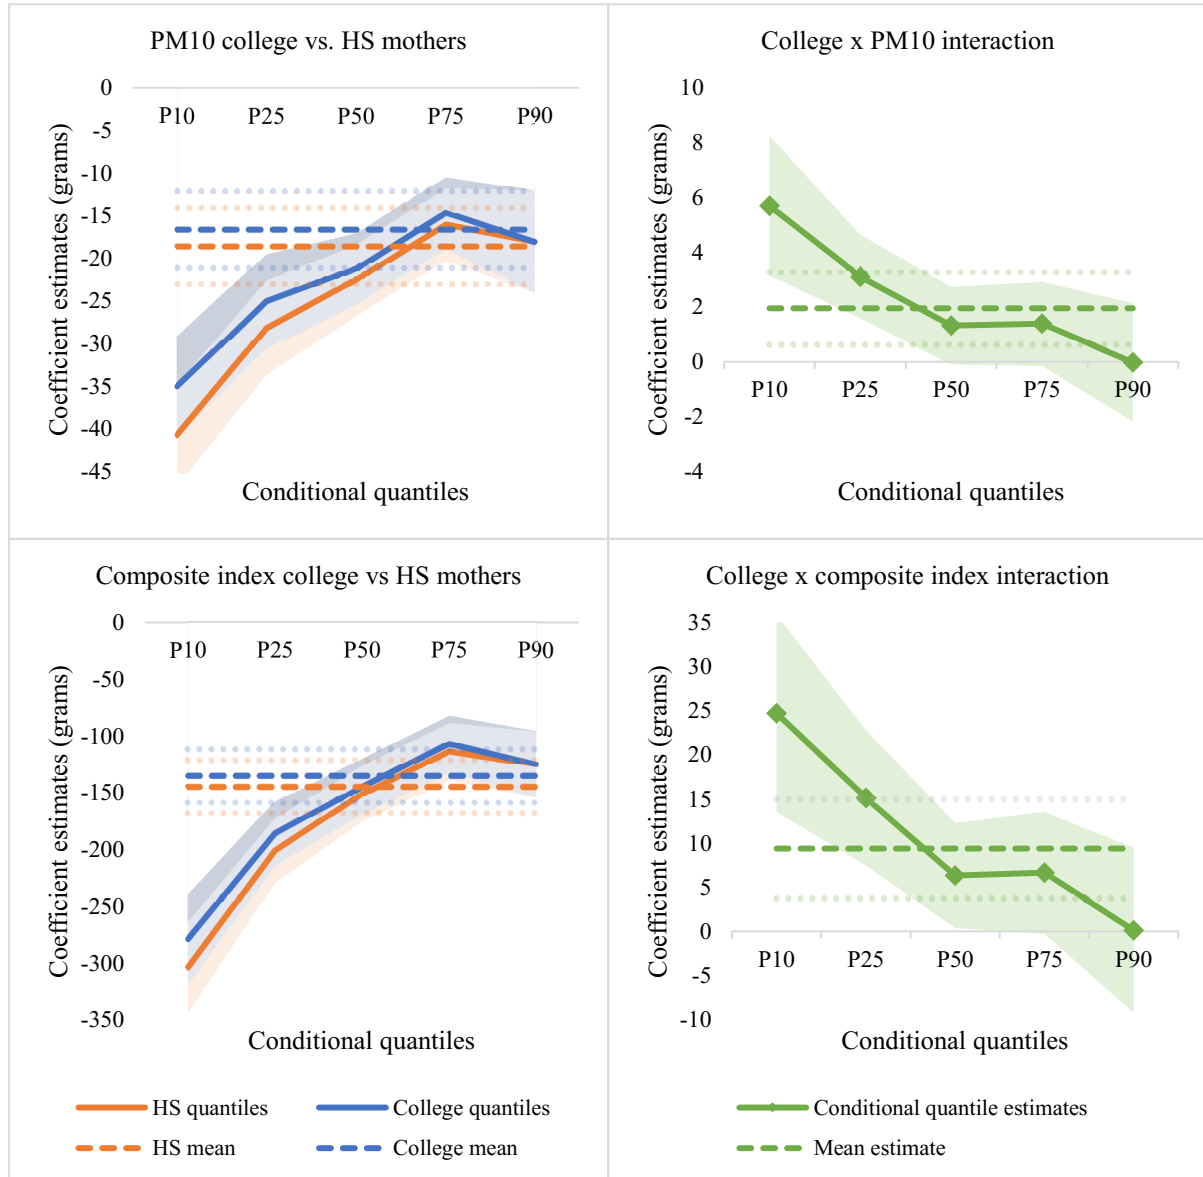 PM10 college vs. HS mothers
0
-5
-10
-15
-20
-25
-30
-35
-40
-45
P10 P25 P50 P75 P90
Coefficient estimates (grams)
Conditional quantiles
College x PM10 interaction
10
8
6
4
2
0
-2
-4
P10 P25 P50 P75 P90
Coefficient estimates (grams)
Conditional quantiles
Composite index college vs HS mothers
0
-50
-100
-150
-200
-250
-300
-350
P10 P25 P50 P75 P90
Coefficient estimates (grams)
Conditional quantiles
HS quantiles College quantiles
HS mean College mean
College x composite index interaction
35
30
25
20
15
10
5
0
-5
-10
P10 P25 P50 P75 P90
Coefficient estimates (grams)
Conditional quantiles
Conditional quantile estimates
Mean estimate